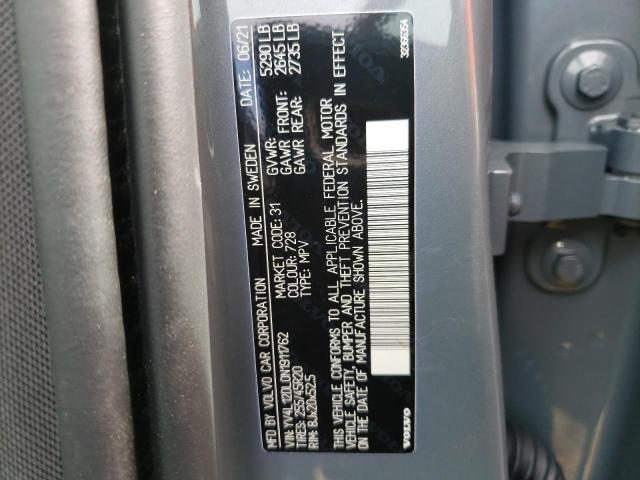 MFD BY VOLVO CAR CORPORATION MADE IN SWEDEN DATE: 06/21
VIN: YV4L12DL0N1911762 MARKET CODE: 31 GVWR: 5290 LB
TIRES: 255/45R20 COLOUR: 728 GAWR FRONT: 2645 LB
RIM: 8Jx20x52.5 TYPE: MPV GAWR REAR: 2735 LB
THIS VEHICLE CONFORMS TO ALL APPLICABLE FEDERAL MOTOR
VEHICLE SAFETY, BUMPER AND THEFT PREVENTION STANDARDS IN EFFECT
ON THE DATE OF MANUFACTURE SHOWN ABOVE.
VOLVO 32366054